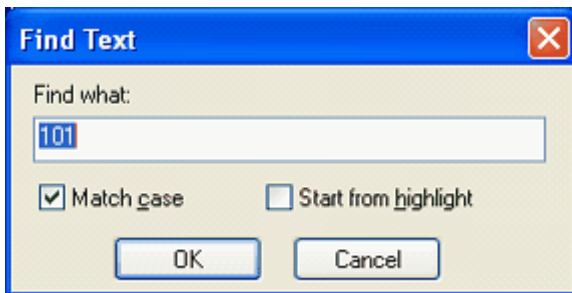 Find Text
Find what:
101
Match case Start from highlight
OK Cancel